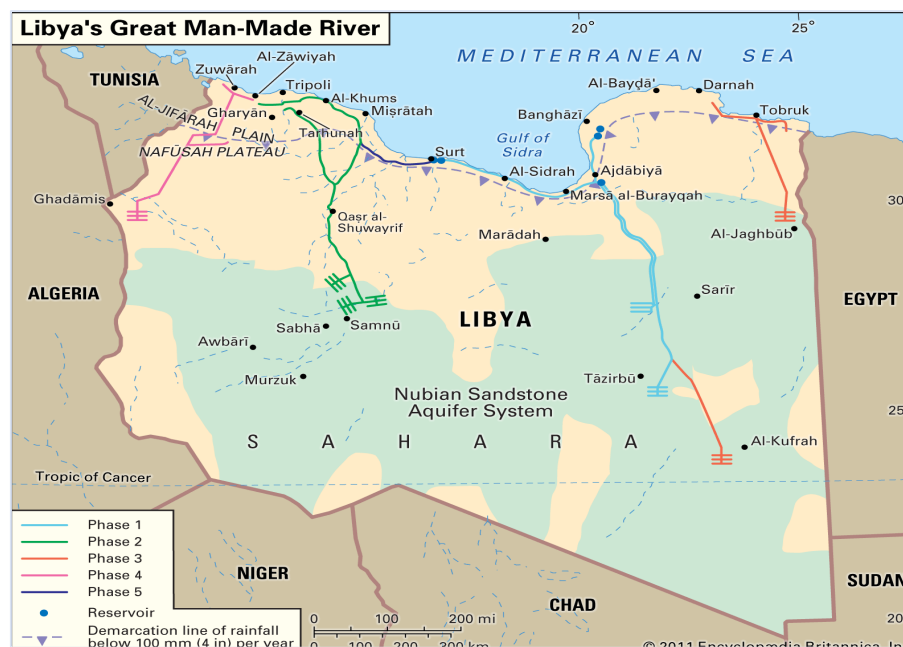 Libya's Great Man-Made River
20°
25°
MEDITERRANEAN SEA
Al-Zāwiyah
Zuwārah
TUNISIA
Tripoli
Al-Khums
Al-Bayḍā'
Darnah
AL-JIFĀRAH PLAIN
Gharyān
Miṣrātah
Banghāzī
Tobruk
Tarhūnah
NAFŪSAH PLATEAU
Gulf of
Sidra
Surt
Al-Sidrah
Ajdābiyā
Marsā al-Burayqah
Ghadāmis
30
Qaṣr al-
Shuwayrif
Marādah
Al-Jaghbūb
ALGERIA
Sarīr
EGYPT
LIBYA
Sabhā
Samnū
Awbārī
Murzuk
Tāzirbū
Nubian Sandstone
Aquifer System
25
SAHARA
Al-Kufrah
Tropic of Cancer
Phase 1
Phase 2
Phase 3
Phase 4
Phase 5
Reservoir
Demarcation line of rainfall
below 100 mm (4 in) per year
NIGER
CHAD
SUDAN
0 100 200 mi
0 100 200 300 km
20
© 2011 Encyclopædia Britannica, In